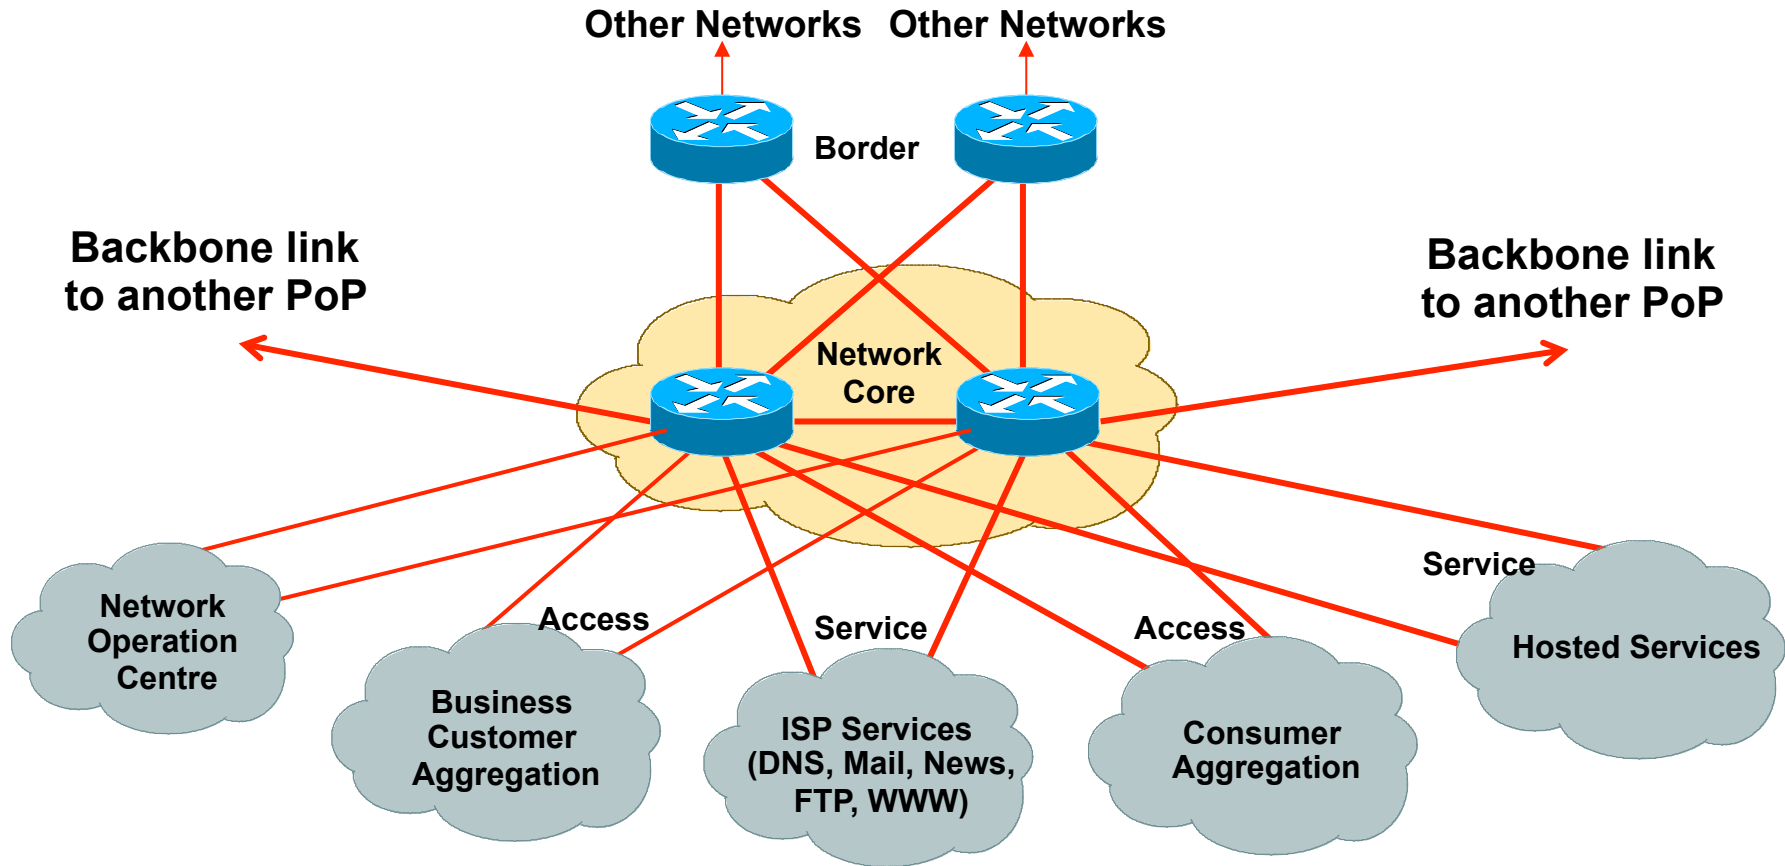 Other Networks
Other Networks
Border
Backbone link
to another PoP
Backbone link
to another PoP
Network
Core
Network
Operation
Centre
Access
Business
Customer
Aggregation
Service
ISP Services
(DNS, Mail, News,
FTP, WWW)
Access
Consumer
Aggregation
Service
Hosted Services